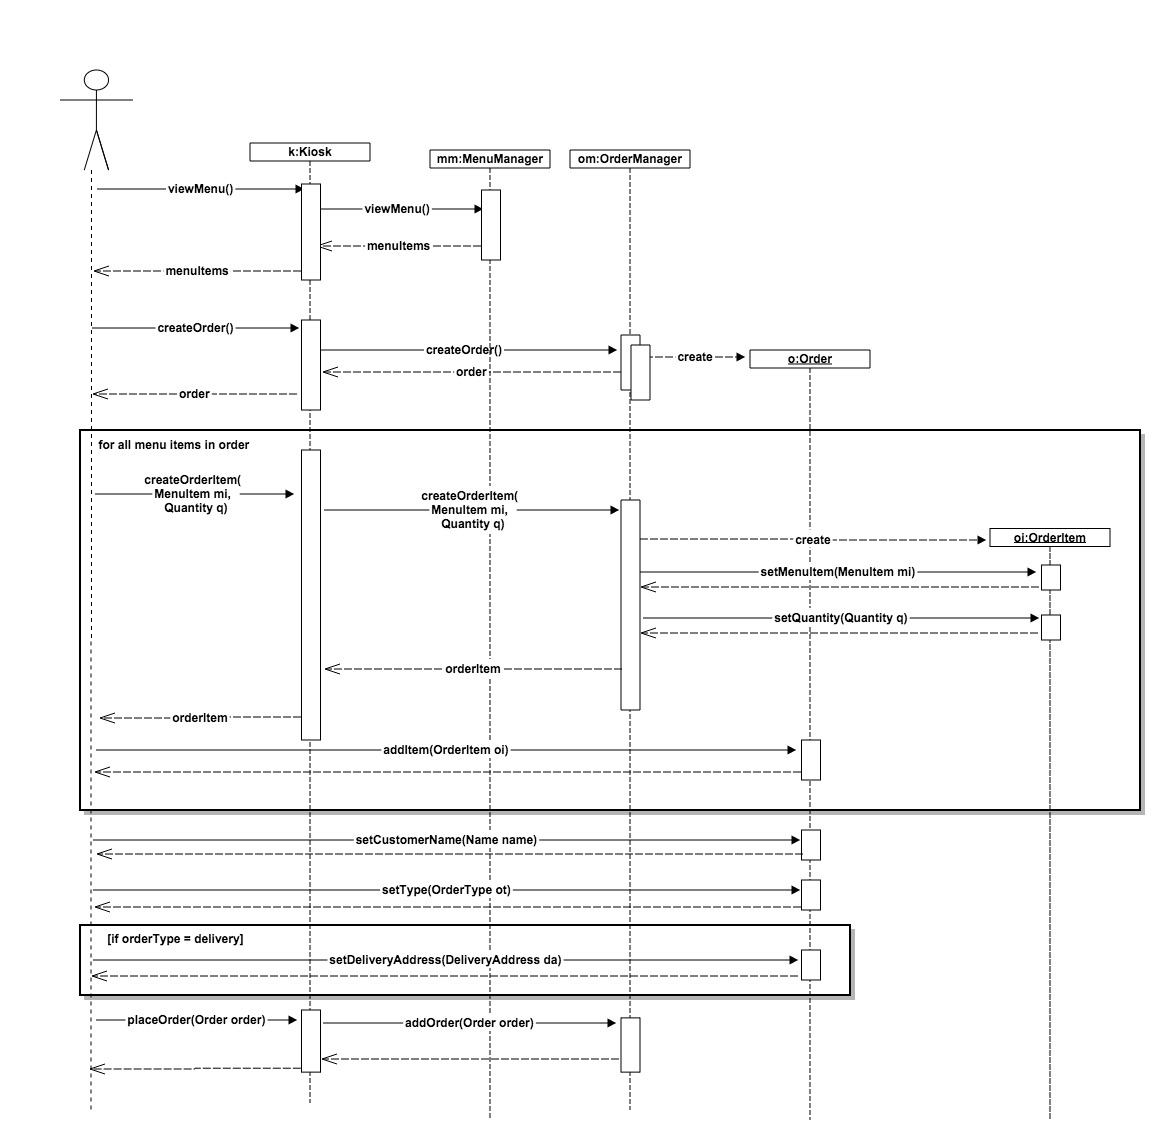 k:Kiosk
mm:MenuManager
om:OrderManager
viewMenu()
viewMenu()
menuItems
menuItems
createOrder()
createOrder()
create
o:Order
order
order
for all menu items in order
createOrderItem(
MenuItem mi,
Quantity q)
createOrderItem(
MenuItem mi,
Quantity q)
create
oi:OrderItem
setMenuItem(MenuItem mi)
setQuantity(Quantity q)
orderItem
orderItem
addItem(OrderItem oi)
setCustomerName(Name name)
setType(OrderType ot)
[if orderType = delivery]
setDeliveryAddress(DeliveryAddress da)
placeOrder(Order order)
addOrder(Order order)